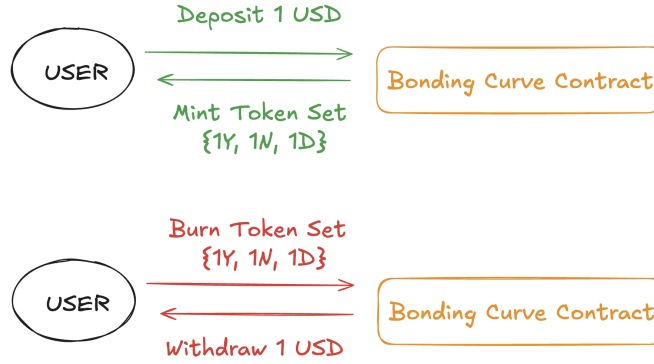 Deposit 1 USD
USER
Bonding Curve Contract
Mint Token Set
{1Y, 1N, 1D}
Burn Token Set
{1Y, 1N, 1D}
USER
Bonding Curve Contract
Withdraw 1 USD